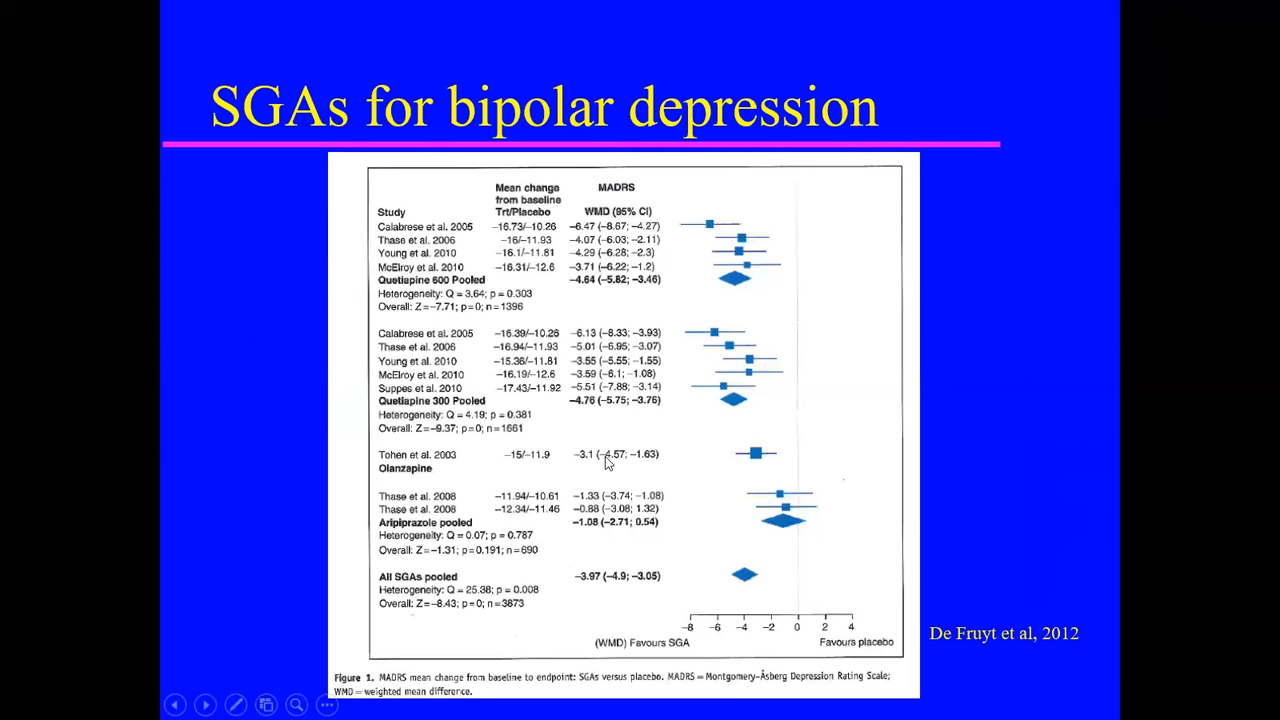 SGAs for bipolar depression
Mean change from baseline Trt/Placebo
MADRS
Study
WMD (95% CI)
Calabrese et al. 2005 −16.73/−10.26 −6.47 (−8.67; −4.27)
Thase et al. 2006 −16/−11.93 −4.07 (−6.03; −2.11)
Young et al. 2010 −16.1/−11.81 −4.29 (−6.28; −2.3)
McElroy et al. 2010 −16.31/−12.6 −3.71 (−6.22; −1.2)
Quetiapine 600 Pooled −4.64 (−5.82; −3.46)
Heterogeneity: Q = 3.64; p = 0.303
Overall: Z=−7.71; p=0; n=1396
Calabrese et al. 2005 −16.39/−10.26 −6.13 (−8.33; −3.93)
Thase et al. 2006 −16.94/−11.93 −5.01 (−6.95; −3.07)
Young et al. 2010 −15.36/−11.81 −3.55 (−5.55; −1.55)
McElroy et al. 2010 −16.19/−12.6 −3.59 (−6.1; −1.08)
Suppes et al. 2010 −17.43/−11.92 −5.51 (−7.88; −3.14)
Quetiapine 300 Pooled −4.76 (−5.75; −3.76)
Heterogeneity: Q = 4.19; p = 0.381
Overall: Z=−9.37; p=0; n=1661
Tohen et al. 2003 −15/−11.9 −3.1 (−4.57; −1.63)
Olanzapine
Thase et al. 2008 −11.94/−10.61 −1.33 (−3.74; −1.08)
Thase et al. 2008 −12.34/−11.46 −0.88 (−3.08; 1.32)
Aripiprazole pooled −1.08 (−2.71; 0.54)
Heterogeneity: Q = 0.07; p = 0.787
Overall: Z=−1.31; p=0.191; n=690
All SGAs pooled −3.97 (−4.9; −3.05)
Heterogeneity: Q = 25.38; p = 0.008
Overall: Z=−8.43; p=0; n=3873
−8 −6 −4 −2 0 2 4
(WMD) Favours SGA Favours placebo
De Fruyt et al, 2012
Figure 1. MADRS mean change from baseline to endpoint: SGAs versus placebo. MADRS = Montgomery–Åsberg Depression Rating Scale;
WMD = weighted mean difference.